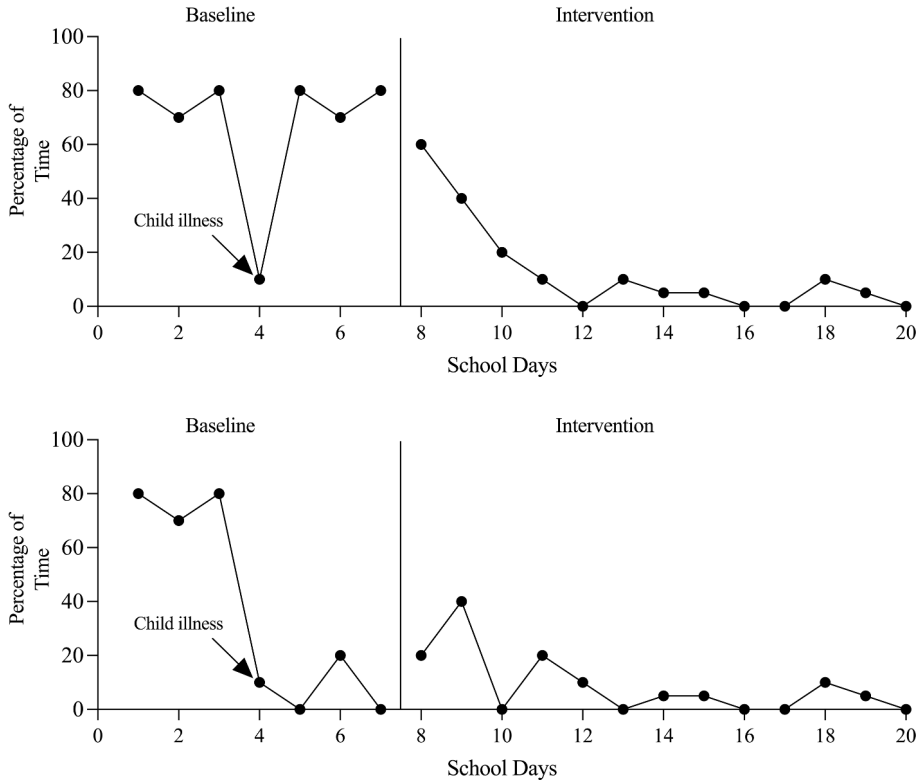 Baseline
Intervention
100
80
60
40
20
0
Percentage of
Time
Child illness
0 2 4 6 8 10 12 14 16 18 20
School Days
Baseline
Intervention
100
80
60
40
20
0
Percentage of
Time
Child illness
0 2 4 6 8 10 12 14 16 18 20
School Days